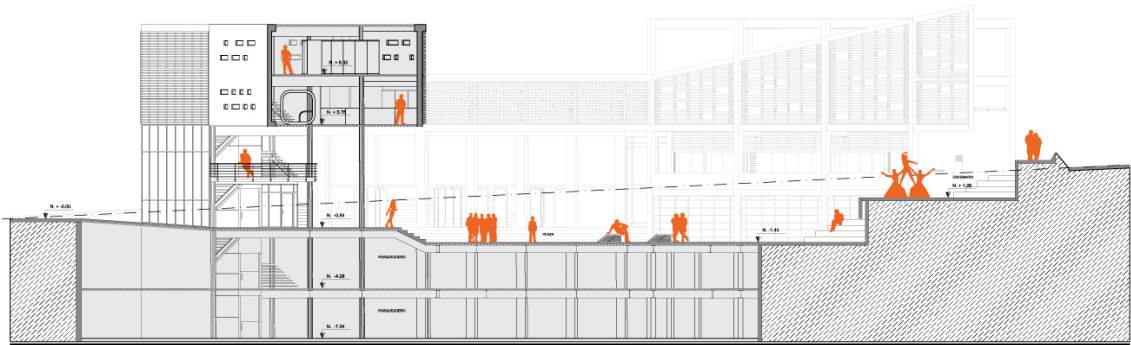 N. + 8.92
N. + 5.76
ESCENARIO
N. + 1.26
N. = -0.00
N. -0.54
PLAZA
N. -1.44
PARQUEADERO
N. -4.28
PARQUEADERO
N. -7.34